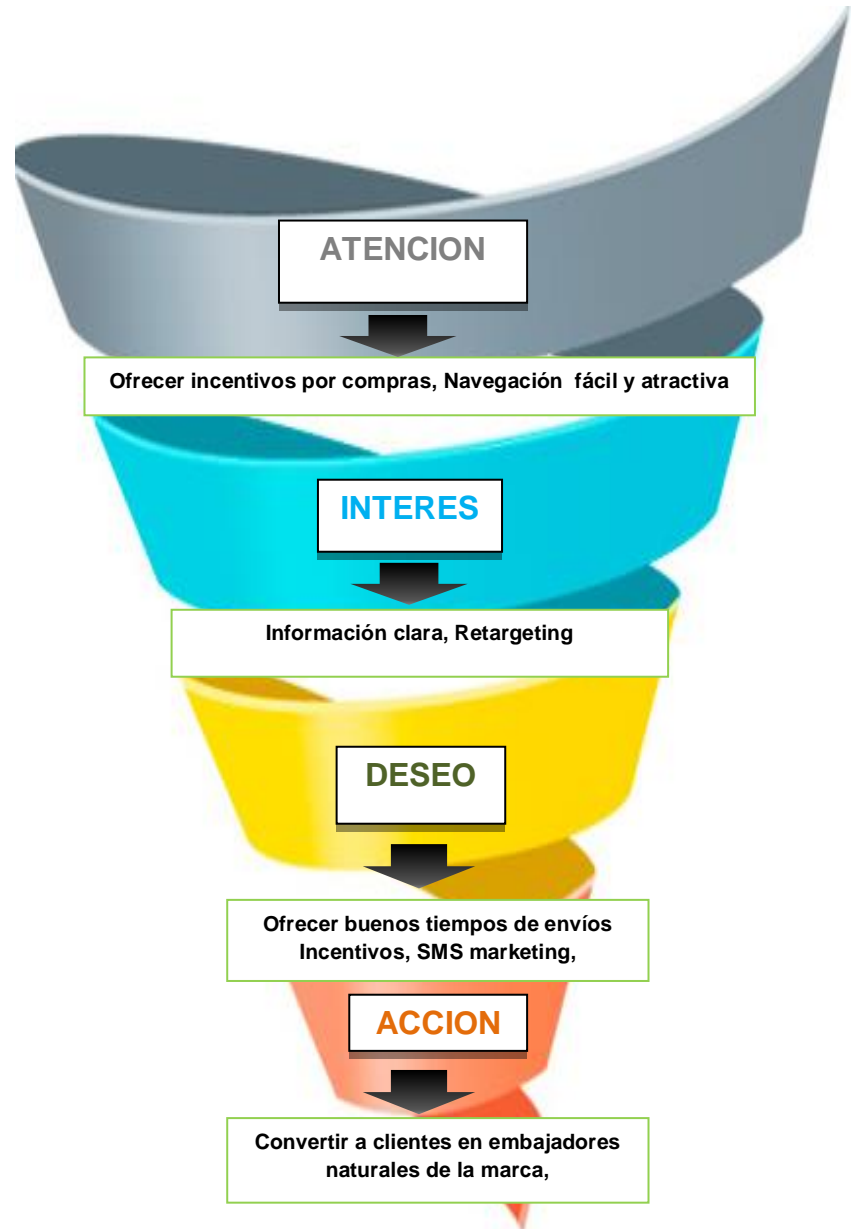 ATENCION
Ofrecer incentivos por compras, Navegación  fácil y atractiva
INTERES
Información clara, Retargeting
DESEO
Ofrecer buenos tiempos de envíos
Incentivos, SMS marketing,
ACCION
Convertir a clientes en embajadores
naturales de la marca,